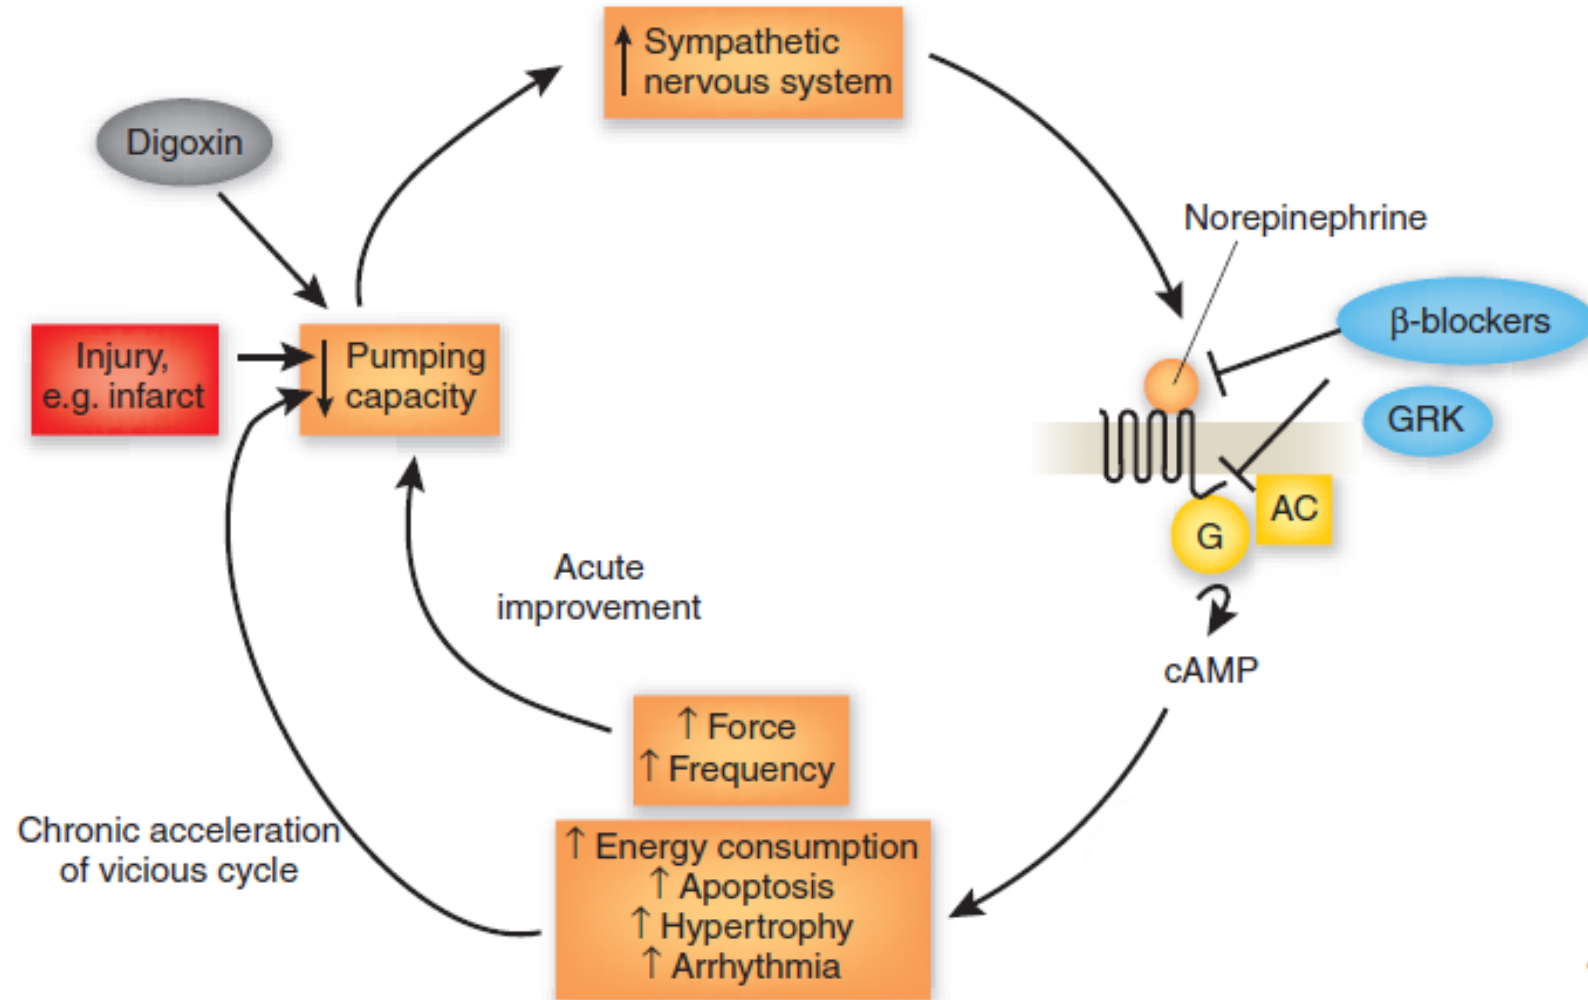 ↑ Sympathetic
nervous system
Digoxin
Norepinephrine
β-blockers
Injury,
e.g. infarct
↓ Pumping
capacity
GRK
AC
G
Acute
improvement
cAMP
↑ Force
↑ Frequency
Chronic acceleration
of vicious cycle
↑ Energy consumption
↑ Apoptosis
↑ Hypertrophy
↑ Arrhythmia